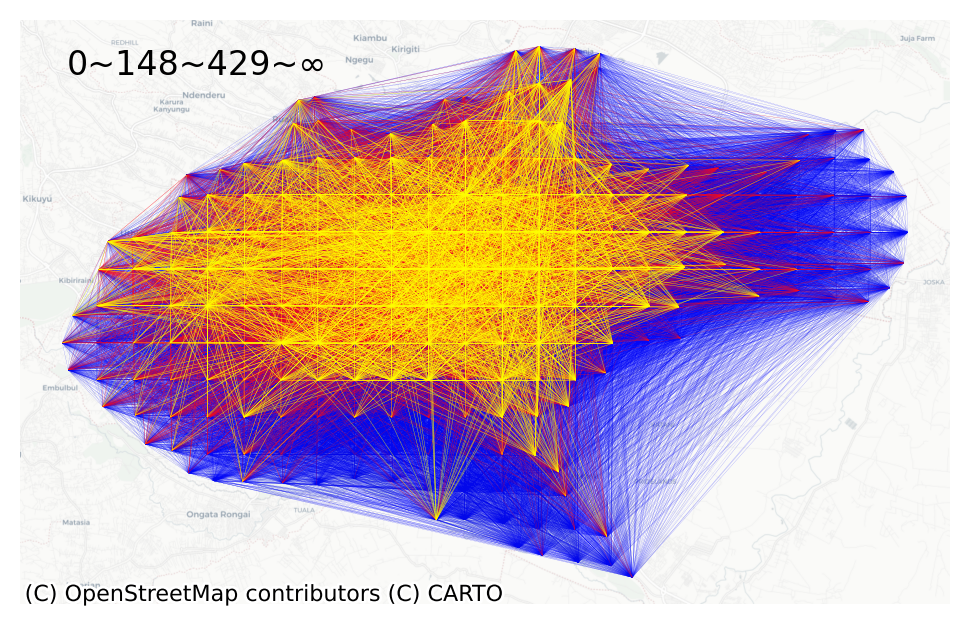 Raini
REDHILL
Kiambu
Kirigiti
Ngegu
Juja Farm
0~148~429~∞
Ndenderu
Karura
Kanyungu
Kikuyu
Kibiriraini
JOSKA
Embulbul
Ongata Rongai
TUALA
Matasia
(C) OpenStreetMap contributors (C) CARTO